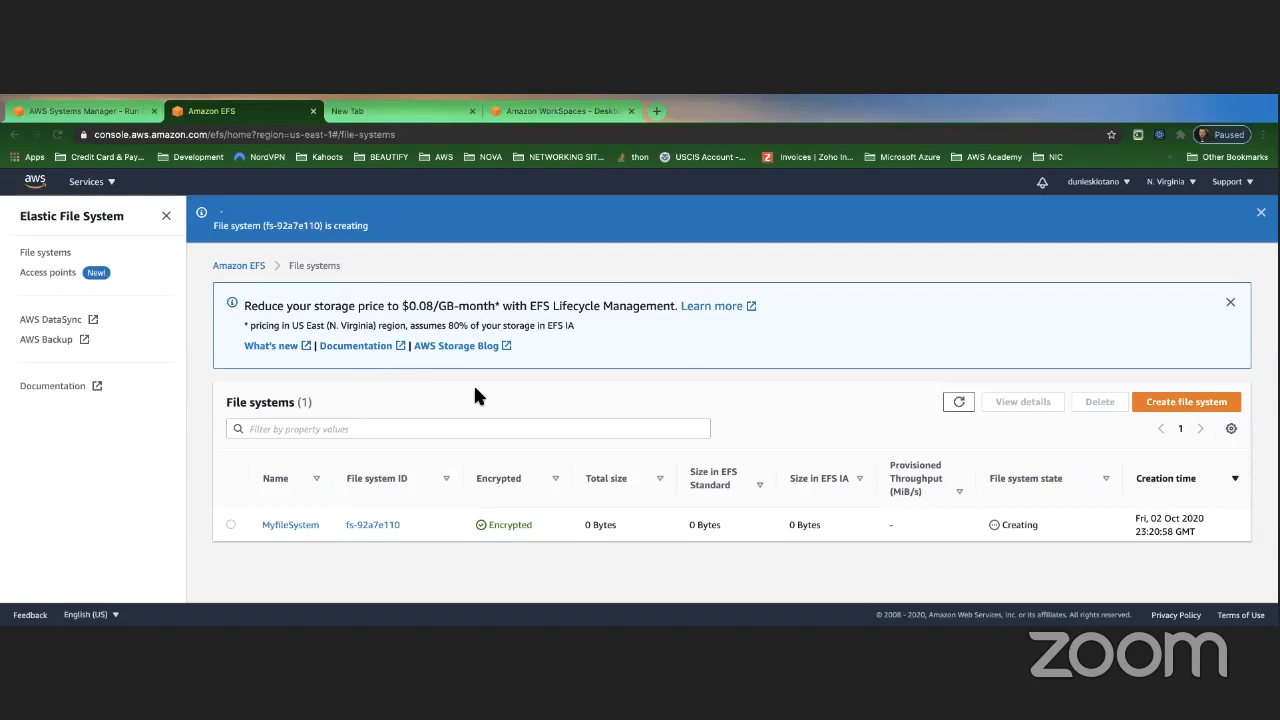 AWS Systems Manager - Run C
Amazon EFS
New Tab
Amazon WorkSpaces - Deskto
console.aws.amazon.com/efs/home?region=us-east-1#/file-systems
Paused
Apps
Credit Card & Pay...
Development
NordVPN
Kahoots
BEAUTIFY
AWS
NOVA
NETWORKING SIT...
thon
USCIS Account -...
Invoices | Zoho In...
Microsoft Azure
AWS Academy
NIC
Other Bookmarks
aws
Services
dunieskiotano
N. Virginia
Support
Elastic File System
File systems
Access points New!
AWS DataSync
AWS Backup
Documentation
File system (fs-92a7e110) is creating
Amazon EFS > File systems
Reduce your storage price to $0.08/GB-month* with EFS Lifecycle Management. Learn more
* pricing in US East (N. Virginia) region, assumes 80% of your storage in EFS IA
What's new | Documentation | AWS Storage Blog
File systems (1)
View details
Delete
Create file system
Filter by property values
1
Name
File system ID
Encrypted
Total size
Size in EFS
Standard
Size in EFS IA
Provisioned
Throughput
(MiB/s)
File system state
Creation time
MyfileSystem
fs-92a7e110
Encrypted
0 Bytes
0 Bytes
0 Bytes
-
Creating
Fri, 02 Oct 2020
23:20:58 GMT
Feedback
English (US)
© 2008 - 2020, Amazon Web Services, Inc. or its affiliates. All rights reserved.
Privacy Policy
Terms of Use
zoom